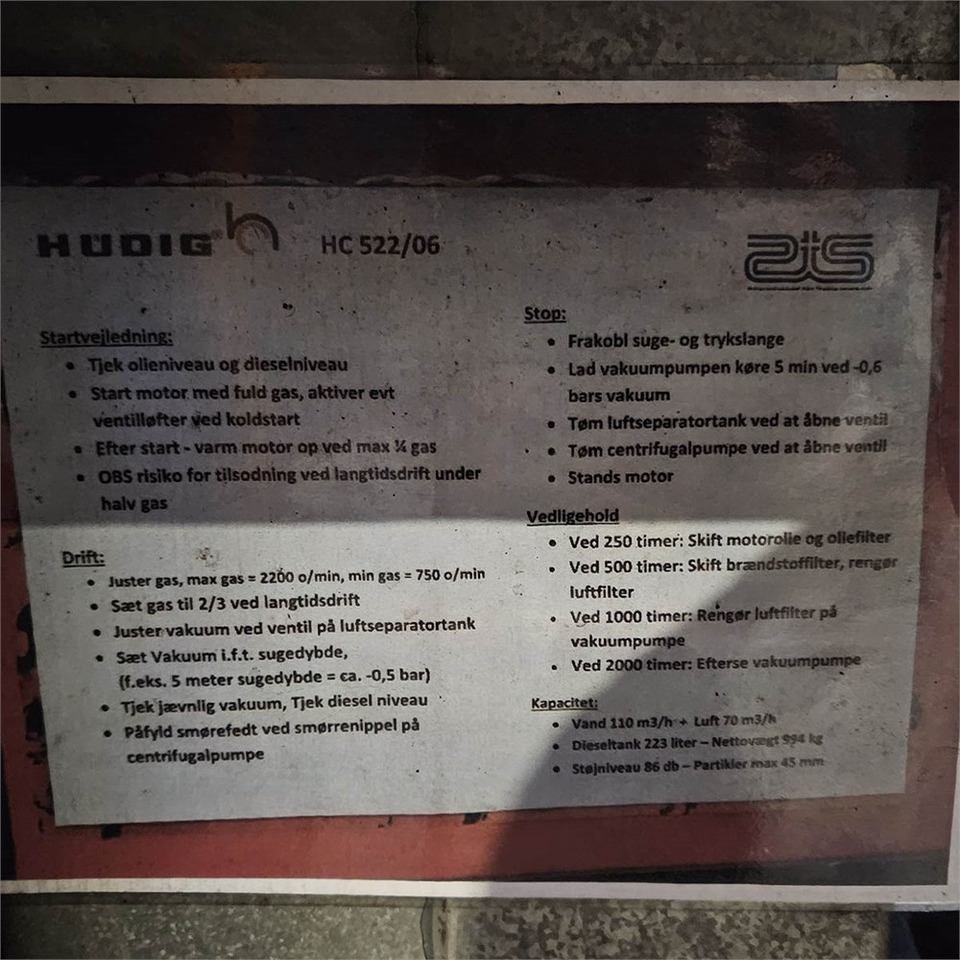 HÜDIG HC 522/06
sts
Startvejledning:
• Tjek olieniveau og dieselniveau
• Start motor med fuld gas, aktiver evt
ventilløfter ved koldstart
• Efter start - varm motor op ved max ¼ gas
• OBS risiko for tilsodning ved langtidsdrift under
halv gas
Drift:
• Juster gas, max gas = 2200 o/min, min gas = 750 o/min
• Sæt gas til 2/3 ved langtidsdrift
• Juster vakuum ved ventil på luftseparatortank
• Sæt Vakuum i.f.t. sugedybde,
(f.eks. 5 meter sugedybde = ca. -0,5 bar)
• Tjek jævnlig vakuum, Tjek diesel niveau
• Påfyld smørefedt ved smørrenippel på
centrifugalpumpe
Stop:
• Frakobl suge- og trykslange
• Lad vakuumpumpen køre 5 min ved -0,6
bars vakuum
• Tøm luftseparatortank ved at åbne ventil
• Tøm centrifugalpumpe ved at åbne ventil
• Stands motor
Vedligehold
• Ved 250 timer: Skift motorolie og oliefilter
• Ved 500 timer: Skift brændstoffilter, rengør
luftfilter
• Ved 1000 timer: Rengør luftfilter på
vakuumpumpe
• Ved 2000 timer: Efterse vakuumpumpe
Kapacitet:
• Vand 110 m3/h + Luft 70 m3/h
• Dieseltank 223 liter – Nettovægt 994 kg
• Støjniveau 86 db – Partikler max 45 mm